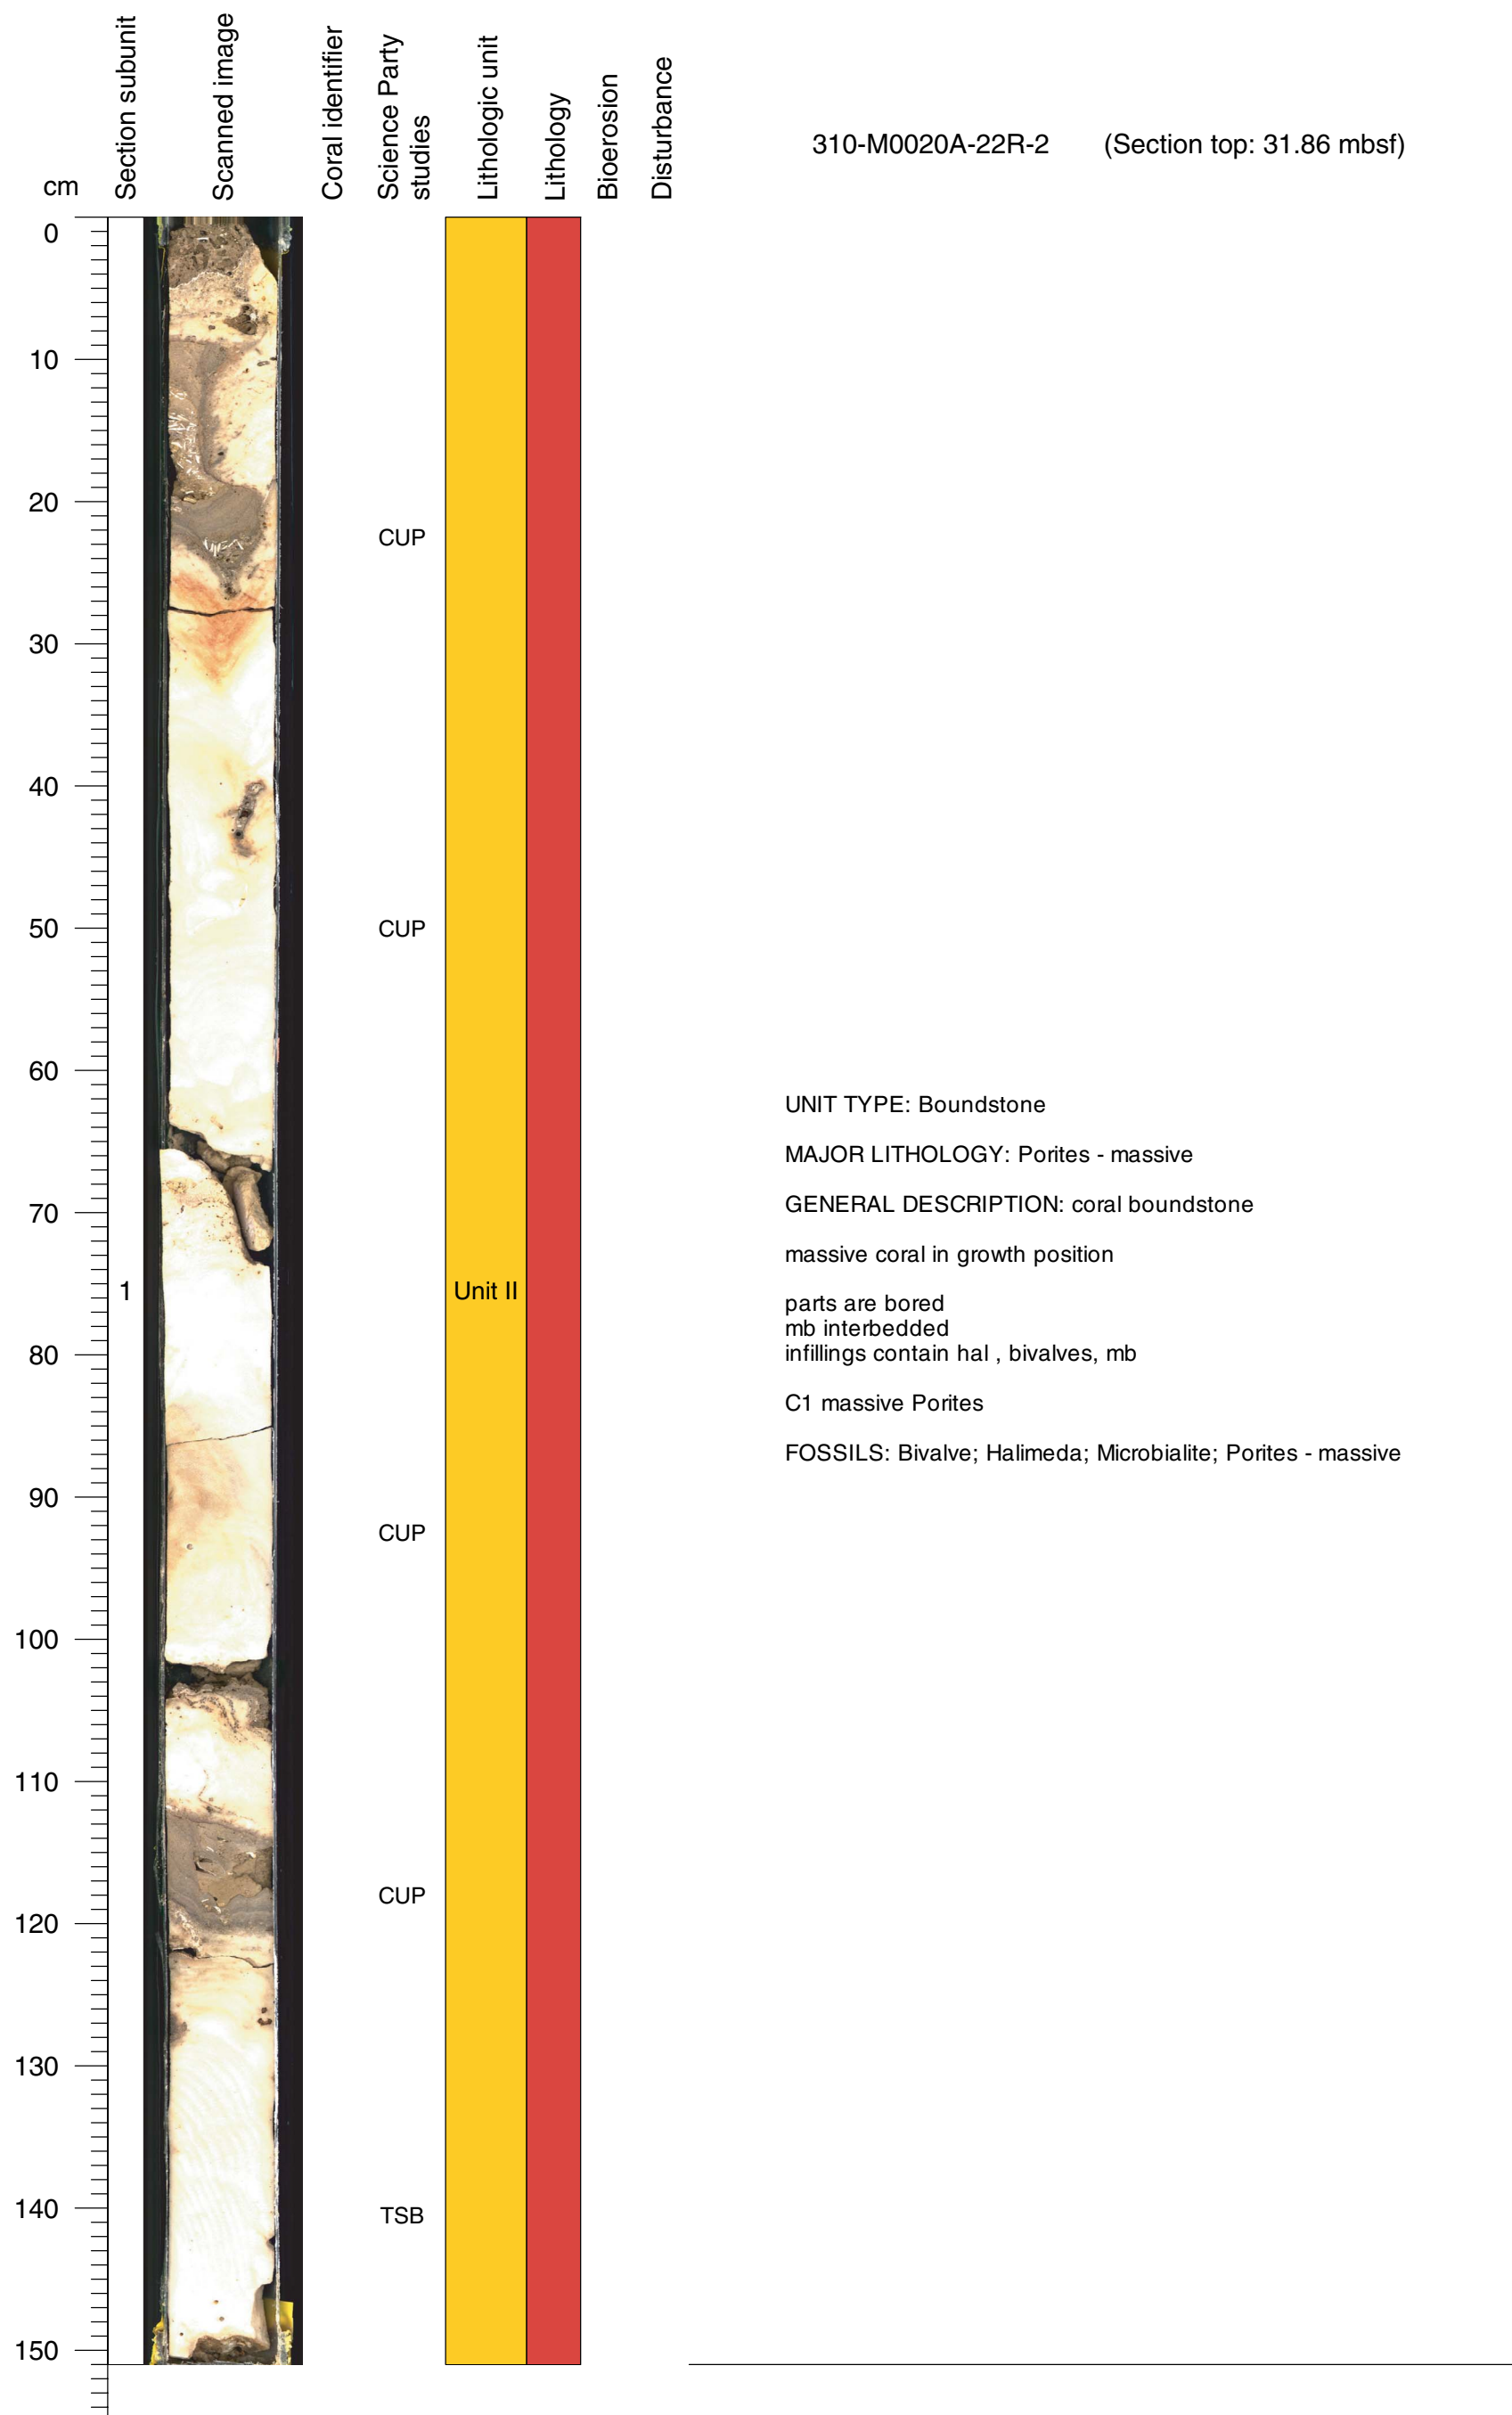 cm
Section subunit
Scanned image
Coral identifier
Science Party
studies
Lithologic unit
Lithology
Bioerosion
Disturbance
310-M0020A-22R-2 (Section top: 31.86 mbsf)
0
10
20
CUP
30
40
50
CUP
60
UNIT TYPE: Boundstone
MAJOR LITHOLOGY: Porites - massive
70
GENERAL DESCRIPTION: coral boundstone
massive coral in growth position
1
Unit II
parts are bored
mb interbedded
80
infillings contain hal , bivalves, mb
C1 massive Porites
FOSSILS: Bivalve; Halimeda; Microbialite; Porites - massive
90
CUP
100
110
CUP
120
130
140
TSB
150